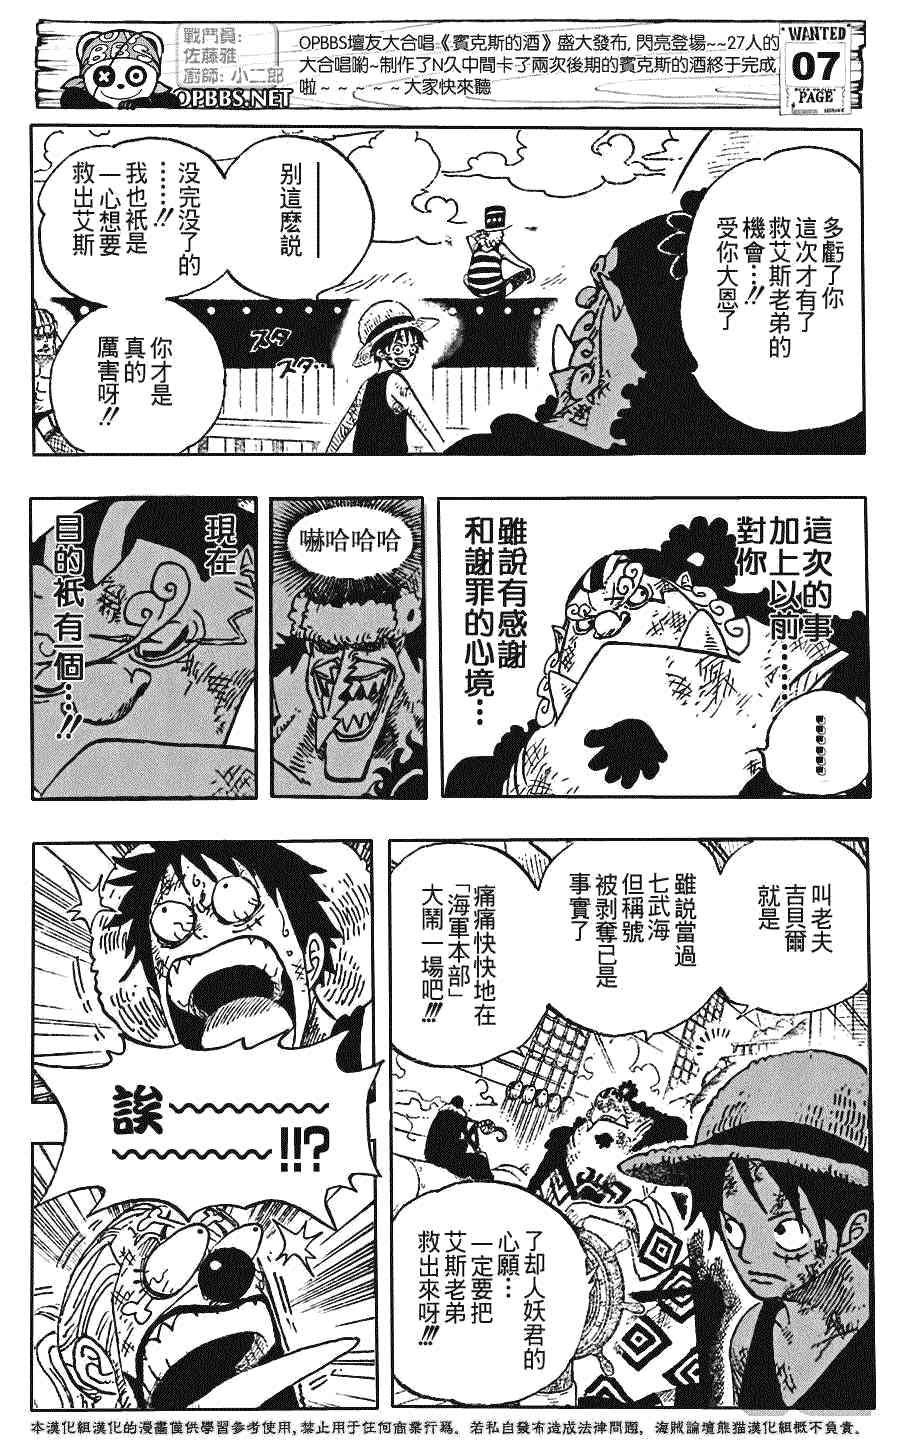 戰鬥員:
佐藤雅
廚師: 小二郎
OPBBS.NET
OPBBS壇友大合唱《賓克斯的酒》盛大發布, 閃亮登場~~27人的
大合唱喲~制作了N久中間卡了兩次後期的賓克斯的酒終于完成
啦~~~~~大家快來聽
WANTED
07
PAGE
多虧了你
這次才有了
救艾斯老弟的
機會…!!
受你大恩了
别這麼説
——
没完没了的
……!!
我也衹是
一心想要
救出艾斯
スタ
スタ…
你才是
真的
厲害呀!!
這次的事
加上以前……
對你
雖説有感謝
和謝罪的心境…
嚇哈哈哈
現在
目的衹有一個……!!
叫老夫
吉貝爾
就是
雖説當過
七武海
但稱號
被剥奪已是
事實了
痛痛快快地在
「海軍本部」
大鬧一場吧!!!
了却人妖君的
心願…
一定要把
艾斯老弟
救出來呀!!!
誒~~~~
~~~~!!?
本漢化組漢化的漫畫僅供學習參考使用, 禁止用于任何商業行爲。若私自發布造成法律問題, 海賊論壇熊猫漢化組概不負責。